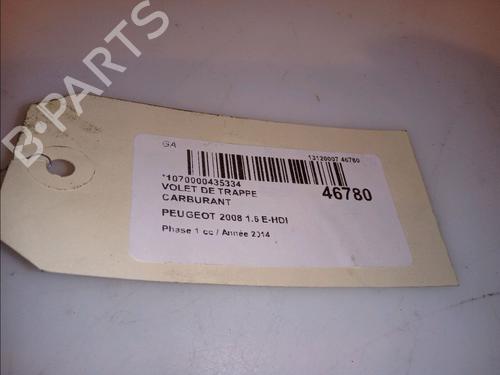 B-PARTS
GA
13120007 46780
*1070000435334
46780
VOLET DE TRAPPE
CARBURANT
PEUGEOT 2008 1.6 E-HDI
Phase 1 cc / Année 2014